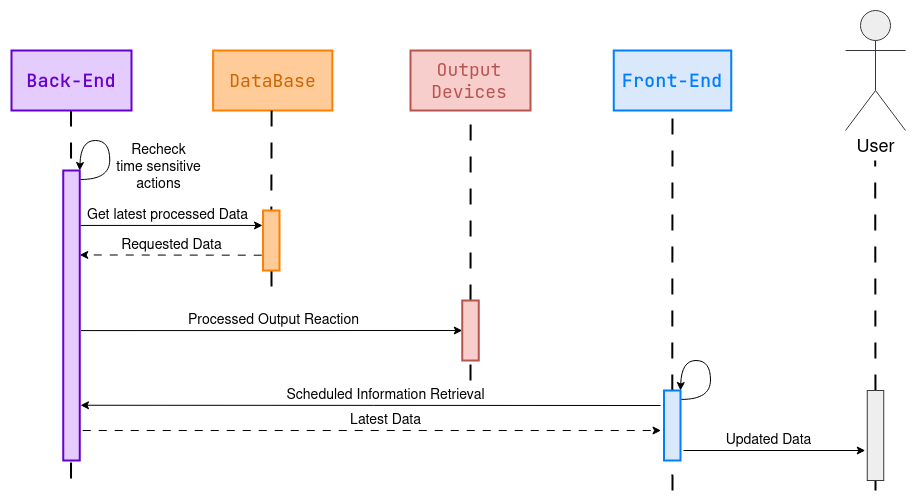 Back-End
DataBase
Output
Devices
Front-End
User
Recheck
time sensitive
actions
Get latest processed Data
Requested Data
Processed Output Reaction
Scheduled Information Retrieval
Latest Data
Updated Data